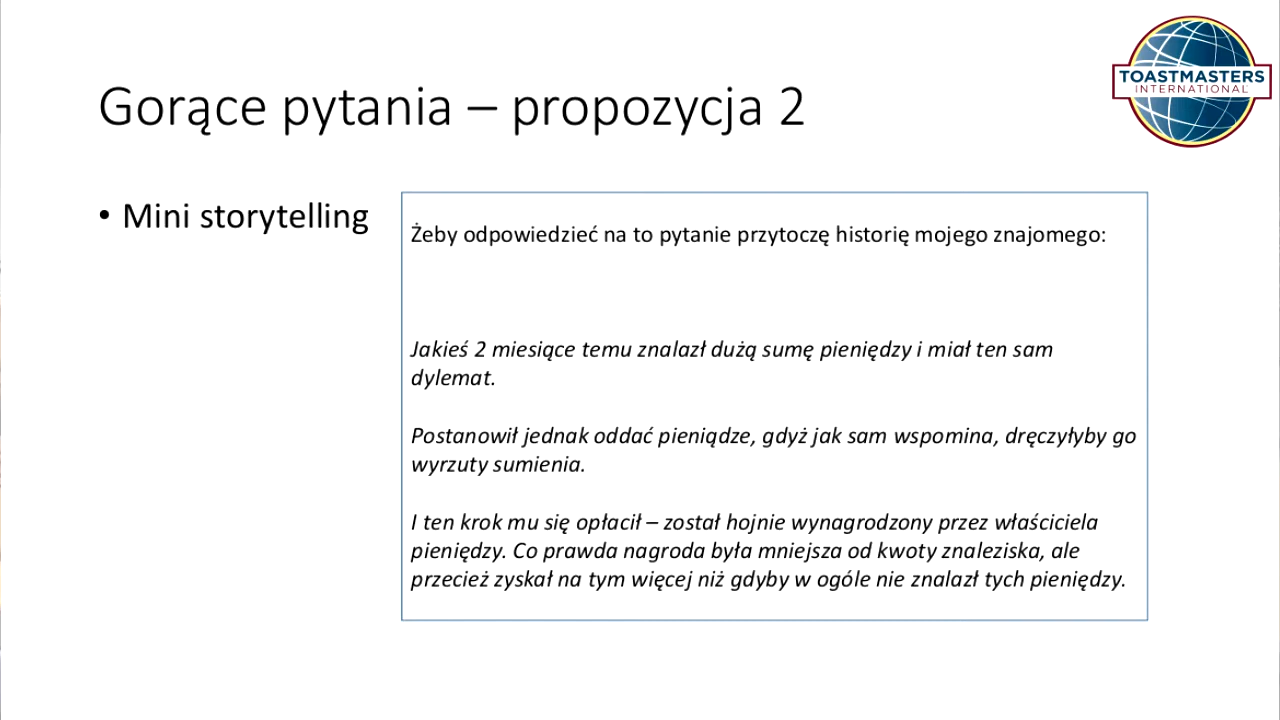 TOASTMASTERS
INTERNATIONAL
Gorące pytania – propozycja 2
• Mini storytelling
Żeby odpowiedzieć na to pytanie przytoczę historię mojego znajomego:
Jakieś 2 miesiące temu znalazł dużą sumę pieniędzy i miał ten sam
dylemat.
Postanowił jednak oddać pieniądze, gdyż jak sam wspomina, dręczyłyby go
wyrzuty sumienia.
I ten krok mu się opłacił – został hojnie wynagrodzony przez właściciela
pieniędzy. Co prawda nagroda była mniejsza od kwoty znaleziska, ale
przecież zyskał na tym więcej niż gdyby w ogóle nie znalazł tych pieniędzy.